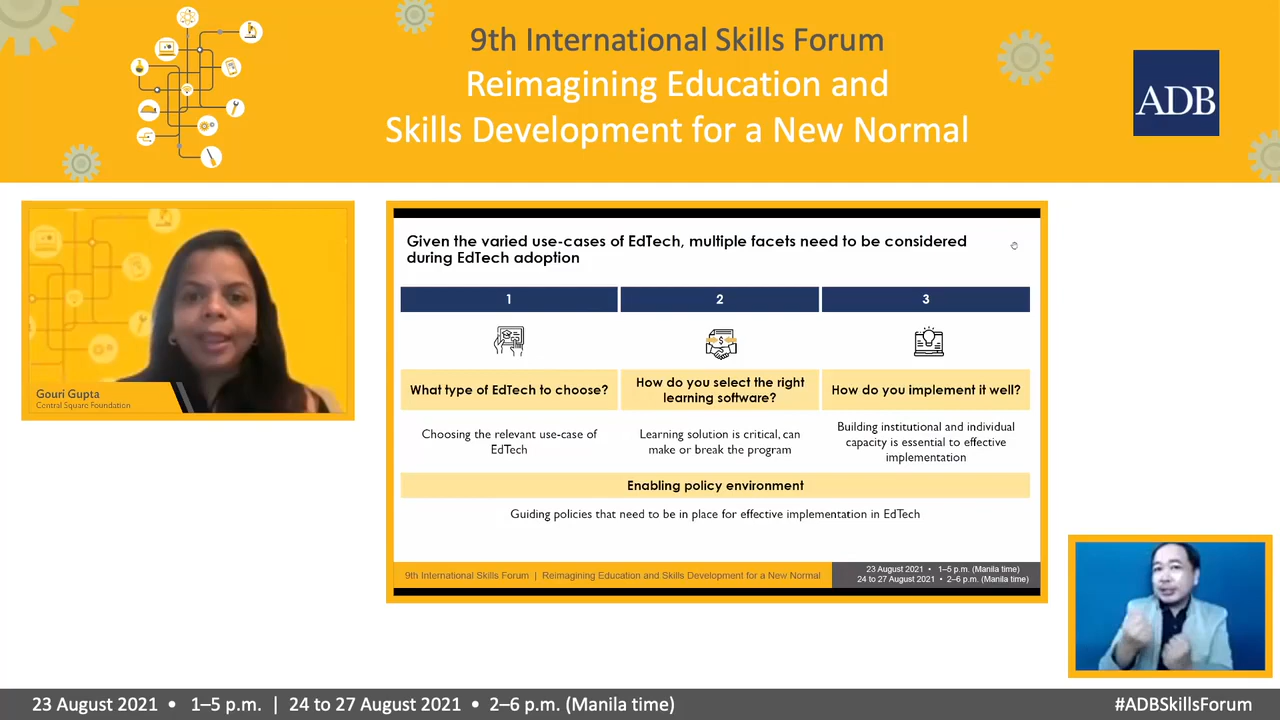 9th International Skills Forum
Reimagining Education and
Skills Development for a New Normal
ADB
Gouri Gupta
Central Square Foundation
Given the varied use-cases of EdTech, multiple facets need to be considered
during EdTech adoption
1
2
3
What type of EdTech to choose?
How do you select the right
learning software?
How do you implement it well?
Choosing the relevant use-case of
EdTech
Learning solution is critical, can
make or break the program
Building institutional and individual
capacity is essential to effective
implementation
Enabling policy environment
Guiding policies that need to be in place for effective implementation in EdTech
9th International Skills Forum | Reimagining Education and Skills Development for a New Normal
23 August 2021 • 1–5 p.m. (Manila time)
24 to 27 August 2021 • 2–6 p.m. (Manila time)
23 August 2021 • 1–5 p.m. | 24 to 27 August 2021 • 2–6 p.m. (Manila time)
#ADBSkillsForum